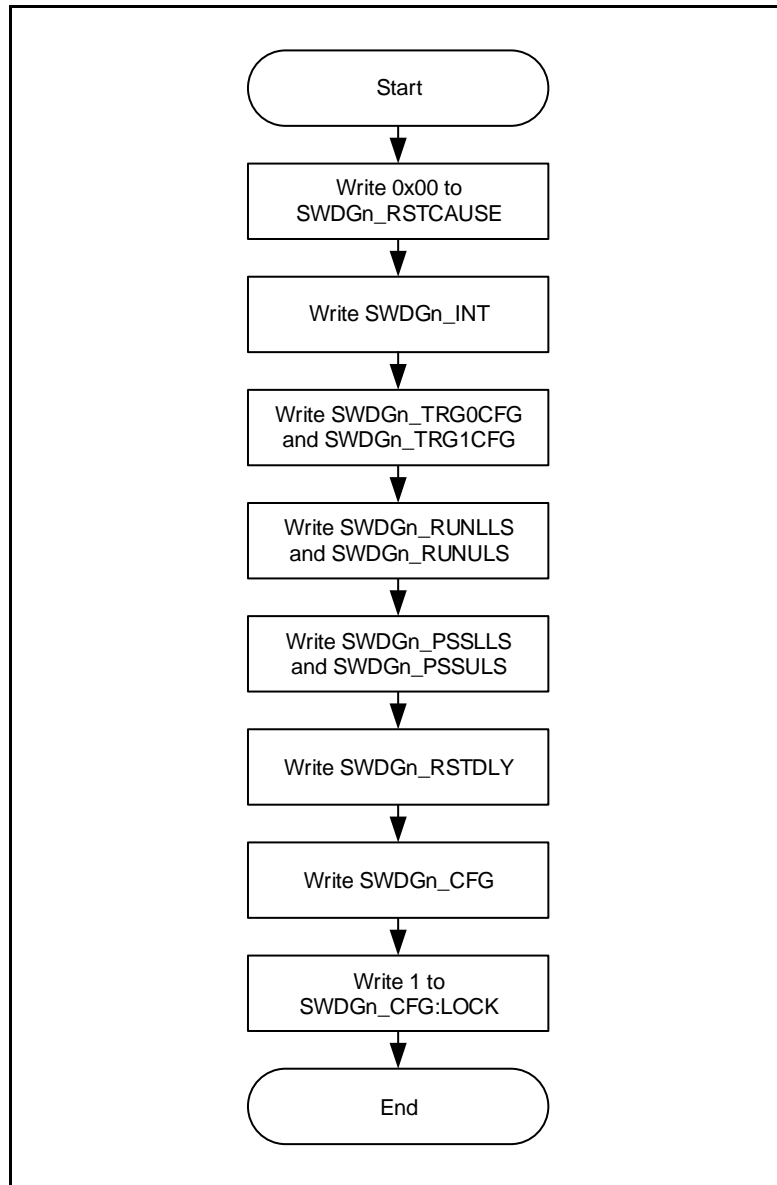 Start
Write 0x00 to
SWDGn_RSTCAUSE
Write SWDGn_INT
Write SWDGn_TRG0CFG
and SWDGn_TRG1CFG
Write SWDGn_RUNLLS
and SWDGn_RUNULS
Write SWDGn_PSSLLS
and SWDGn_PSSULS
Write SWDGn_RSTDLY
Write SWDGn_CFG
Write 1 to
SWDGn_CFG:LOCK
End